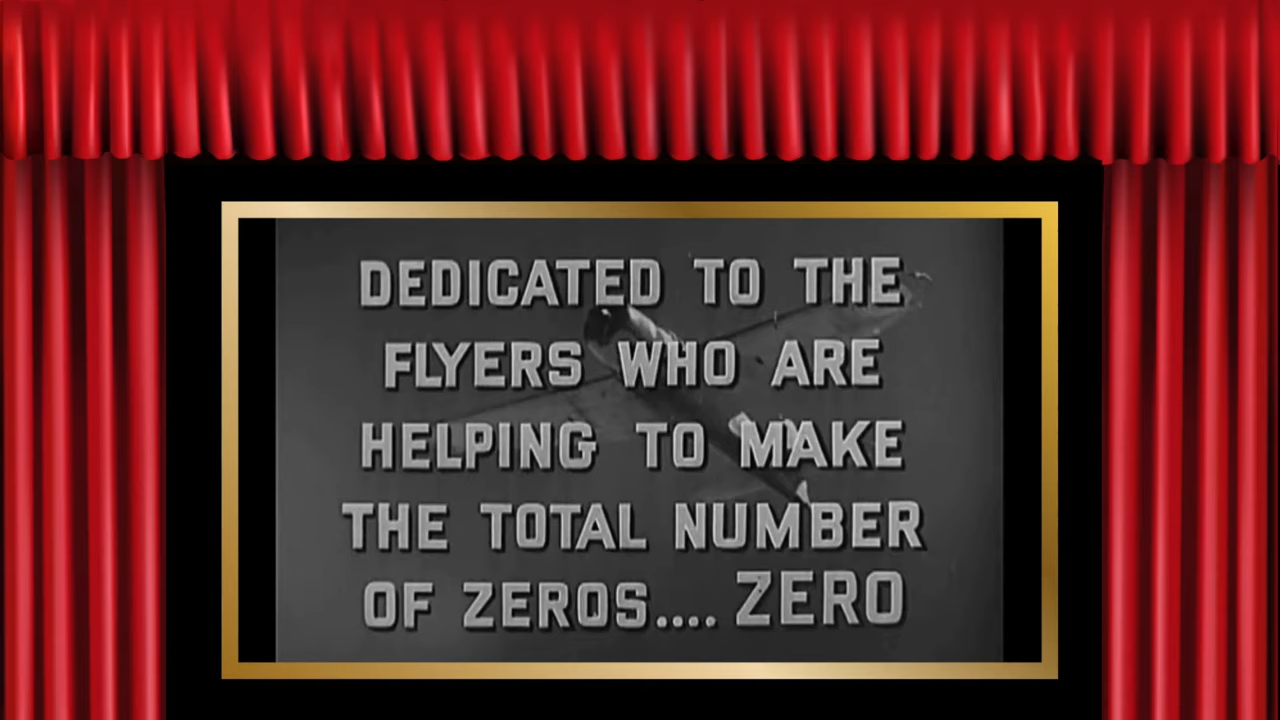 DEDICATED TO THE
FLYERS WHO ARE
HELPING TO MAKE
THE TOTAL NUMBER
OF ZEROS.... ZERO